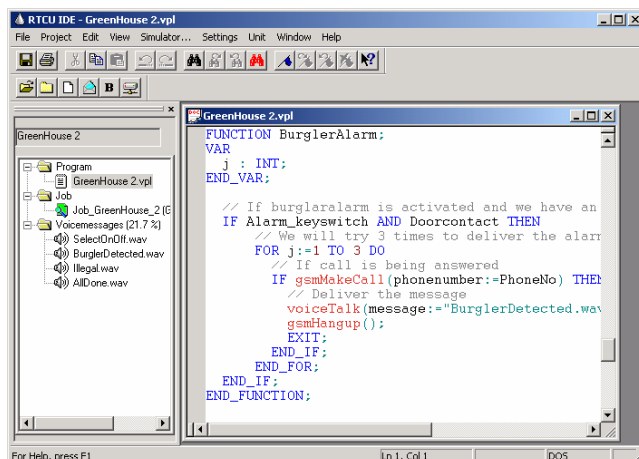 RTCU IDE - GreenHouse 2.vpl
File Project Edit View Simulator... Settings Unit Window Help
B
GreenHouse 2
Program
GreenHouse 2.vpl
Job
Job_GreenHouse_2 (G
Voicemessages (21.7 %)
SelectOnOff.wav
BurglerDetected.wav
Illegal.wav
AllDone.wav
GreenHouse 2.vpl
FUNCTION BurglerAlarm;
VAR
j : INT;
END_VAR;
// If burglaralarm is activated and we have an
IF Alarm_keyswitch AND Doorcontact THEN
// We will try 3 times to deliver the alar
FOR j:=1 TO 3 DO
// If call is being answered
IF gsmMakeCall(phonenumber:=PhoneNo) THEN
// Deliver the message
voiceTalk(message:="BurglerDetected.wav
gsmHangup();
EXIT;
END_IF;
END_FOR;
END_IF;
END_FUNCTION;
For Help, press F1
Ln 1, Col 1
DOS